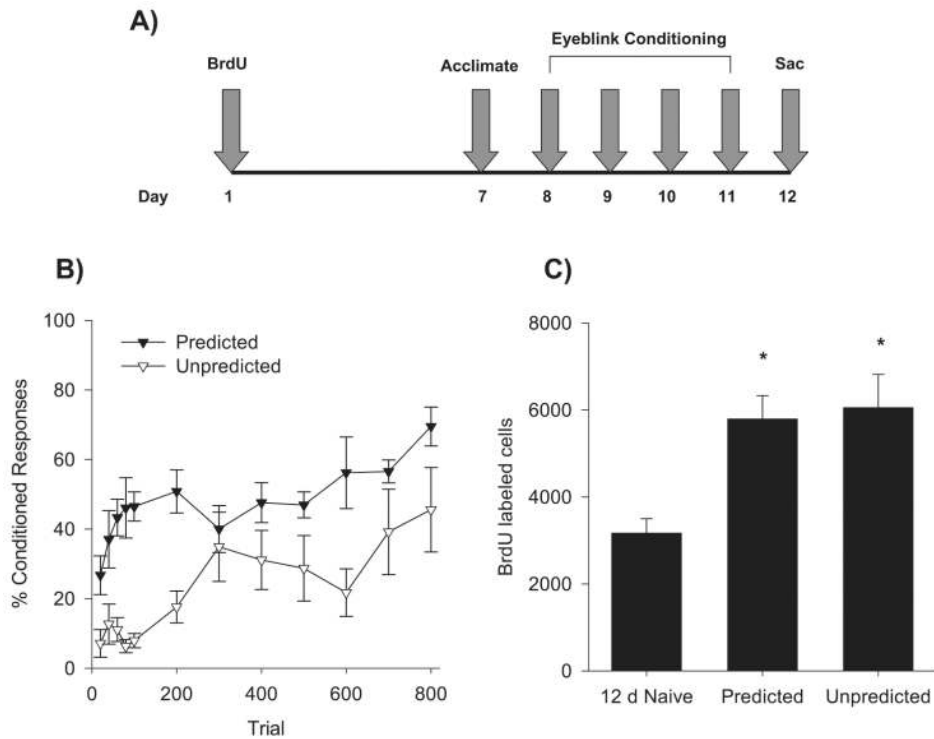 A)
Eyeblink Conditioning
BrdU Acclimate Sac
Day 1 7 8 9 10 11 12
B)
% Conditioned Responses
100
80
60
40
20
0
Predicted
Unpredicted
0 200 400 600 800
Trial
C)
BrdU labeled cells
8000
6000
4000
2000
0
* *
12 d Naive Predicted Unpredicted